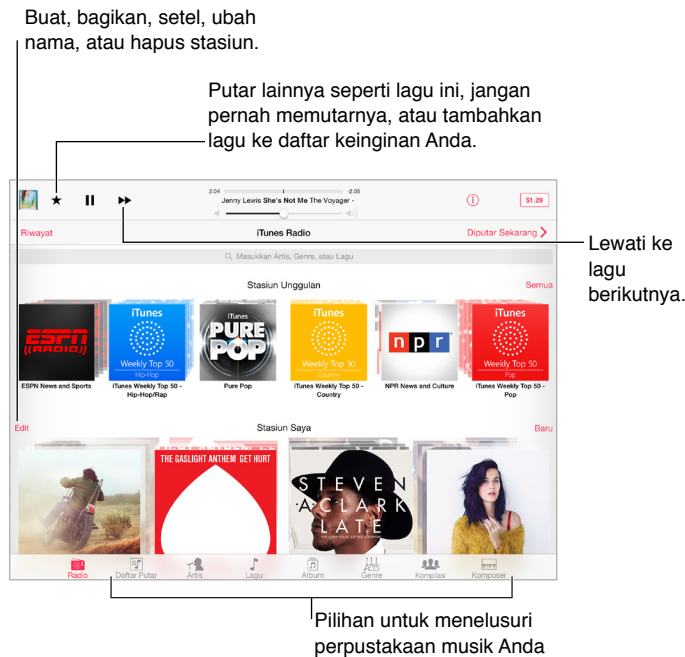 Buat, bagikan, setel, ubah
nama, atau hapus stasiun.
Putar lainnya seperti lagu ini, jangan
pernah memutarnya, atau tambahkan
lagu ke daftar keinginan Anda.
2:04 -2:05
Jenny Lewis She's Not Me The Voyager -
$1.29
Riwayat iTunes Radio Diputar Sekarang
Lewati ke
lagu
berikutnya.
Masukkan Artis, Genre, atau Lagu
Stasiun Unggulan Semua
ESPN
((RADIO))
iTunes
Weekly Top 50
Hip-Hop
iTunes
PURE
POP
iTunes
Weekly Top 50
Country
npr
iTunes
Weekly Top 50
Pop
ESPN News and Sports
iTunes Weekly Top 50 -
Hip-Hop/Rap
Pure Pop
iTunes Weekly Top 50 -
Country
NPR News and Culture
iTunes Weekly Top 50 -
Pop
Edit Stasiun Saya Baru
THE GASLIGHT ANTHEM GET HURT
STEVEN
A CLARK
LATE
Radio Daftar Putar Artis Lagu Album Genre Kompilasi Komposer
Pilihan untuk menelusuri
perpustakaan musik Anda